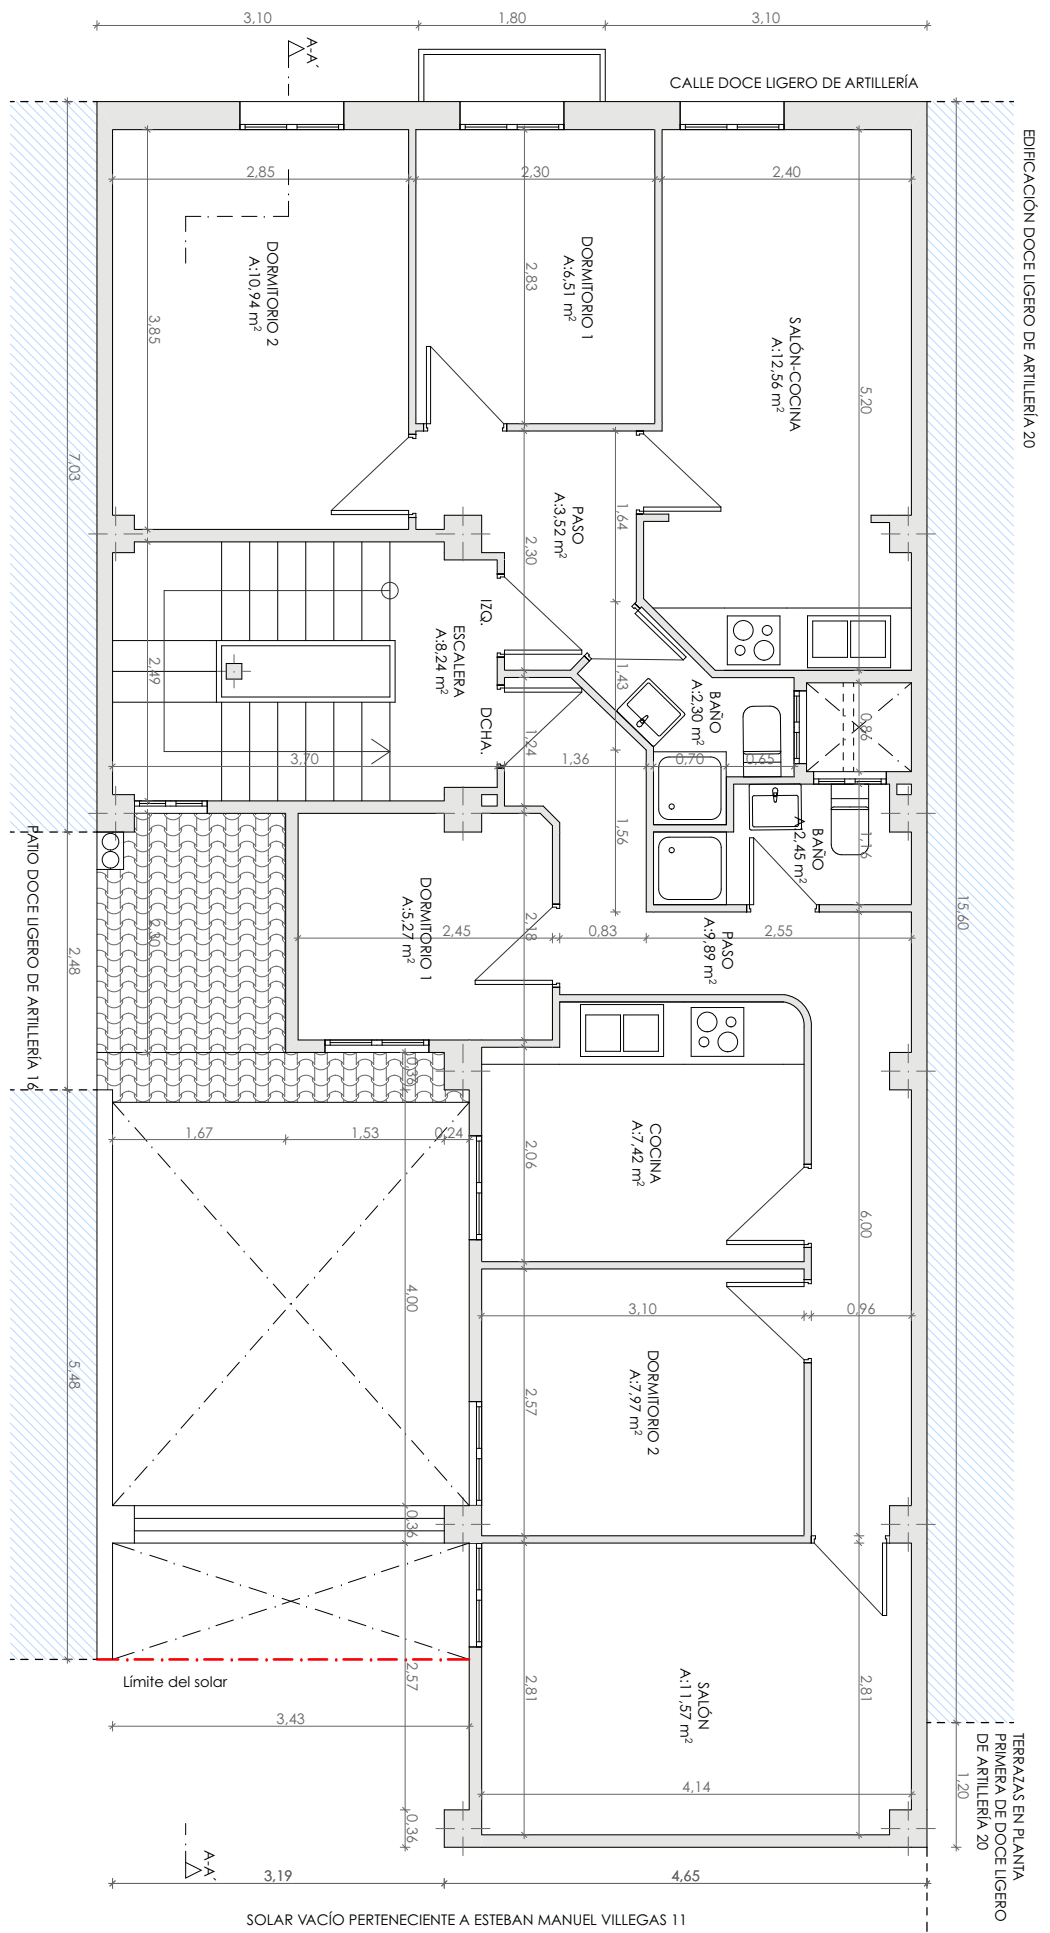 3,10
1,80
3,10
A-A´
CALLE DOCE LIGERO DE ARTILLERÍA
EDIFICACIÓN DOCE LIGERO DE ARTILLERÍA 20
2,85
2,30
2,40
DORMITORIO 2
A:10,94 m²
DORMITORIO 1
A:6,51 m²
SALÓN-COCINA
A:12,56 m²
2,83
3,85
5,20
7,03
PASO
A:3,52 m²
1,64
2,30
IZQ.
ESCALERA
A:8,24 m²
DCHA.
2,49
3,70
1,43
BAÑO
A:2,30 m²
0,86
1,24
1,36
0,70
0,65
1,56
BAÑO
A:2,45 m²
1,16
PATIO DOCE LIGERO DE ARTILLERÍA 16
2,48
2,30
DORMITORIO 1
A:5,27 m²
2,45
2,18
0,83
PASO
A:9,89 m²
2,55
15,60
0,36
1,67
1,53
0,24
2,06
COCINA
A:7,42 m²
6,00
4,00
3,10
0,96
5,48
DORMITORIO 2
A:7,97 m²
2,57
0,36
Límite del solar
2,57
2,81
SALÓN
A:11,57 m²
2,81
3,43
4,14
1,20
TERRAZAS EN PLANTA
PRIMERA DE DOCE LIGERO
DE ARTILLERÍA 20
0,36
A-A´
3,19
4,65
SOLAR VACÍO PERTENECIENTE A ESTEBAN MANUEL VILLEGAS 11